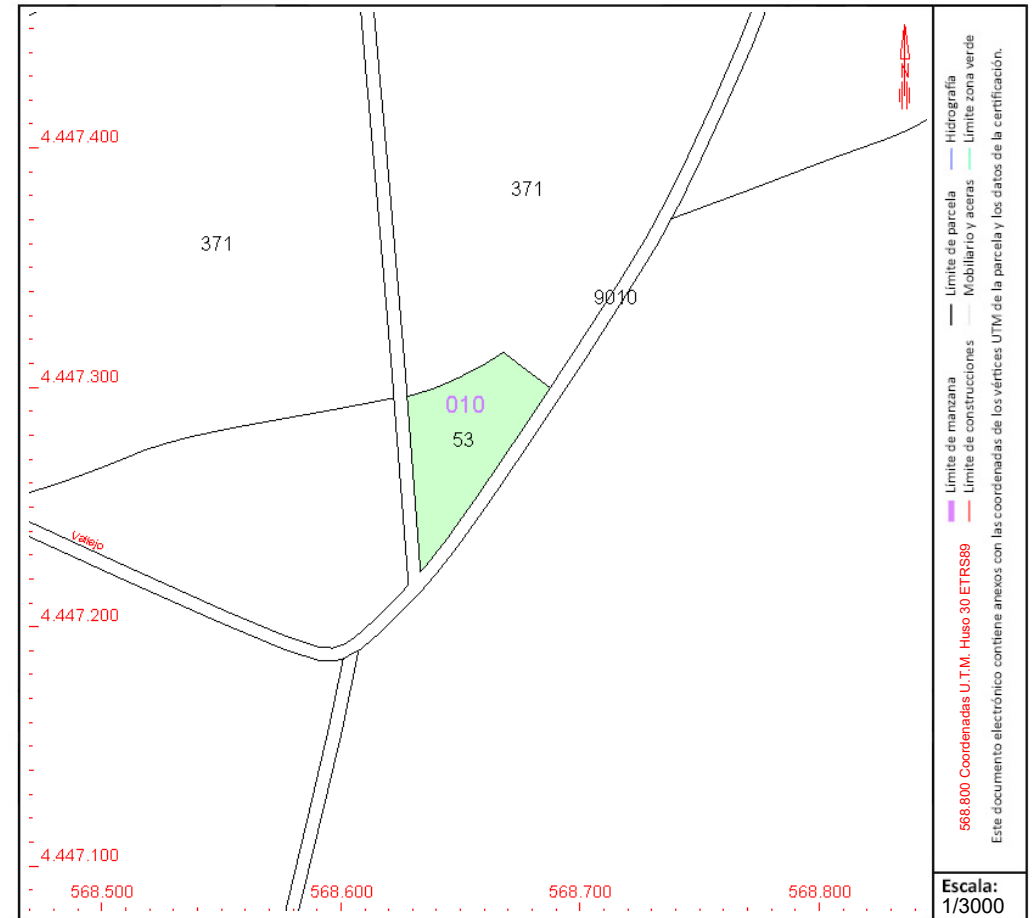 4.447.400
371
371
9010
4.447.300
010
53
Vallejo
4.447.200
4.447.100
568.500
568.600
568.700
568.800
N
568.800 Coordenadas U.T.M. Huso 30 ETRS89
Límite de manzana
Límite de parcela
Hidrografía
Límite de construcciones
Mobiliario y aceras
Límite zona verde
Este documento electrónico contiene anexos con las coordenadas de los vértices UTM de la parcela y los datos de la certificación.
Escala:
1/3000